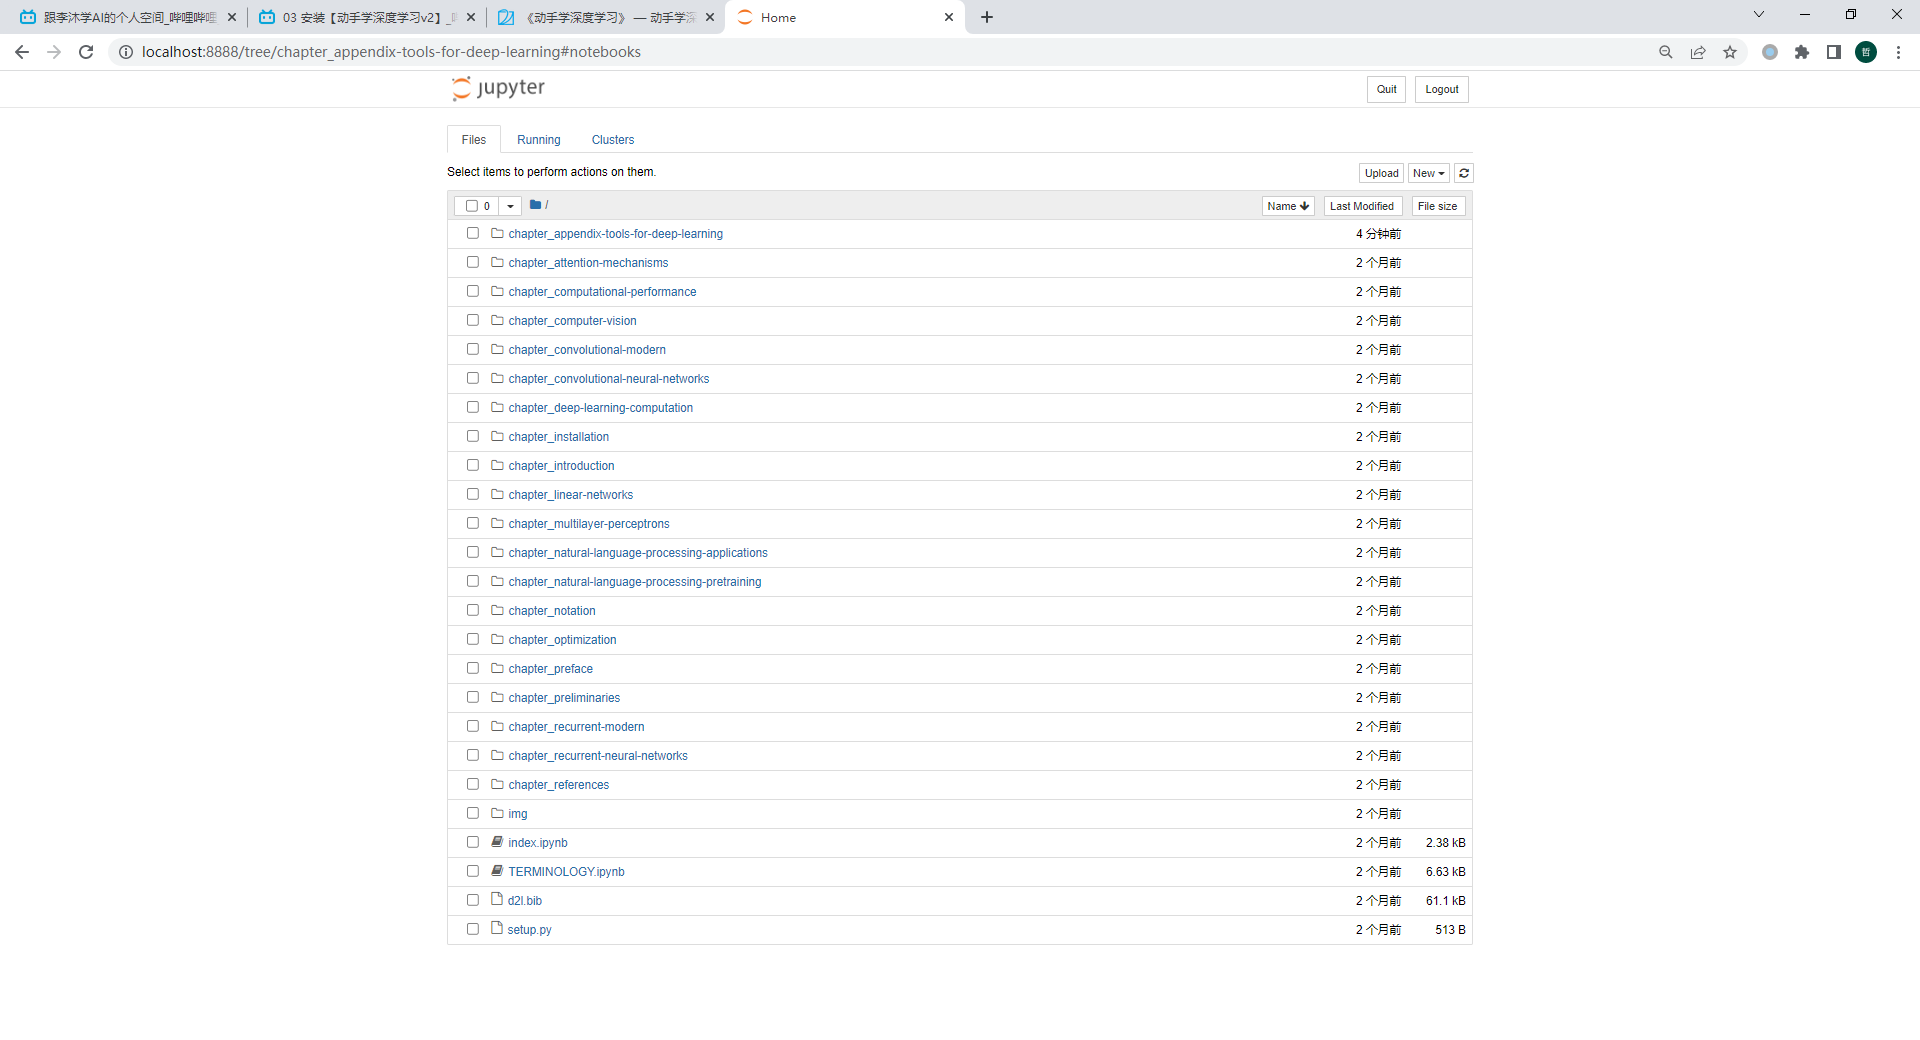 跟李沐学AI的个人空间_哔哩哔哩
03 安装【动手学深度学习v2】_
《动手学深度学习》 — 动手学深
Home
localhost:8888/tree/chapter_appendix-tools-for-deep-learning#notebooks
哲
jupyter
Quit
Logout
Files
Running
Clusters
Select items to perform actions on them.
Upload
New
0
/
Name
Last Modified
File size
chapter_appendix-tools-for-deep-learning 4 分钟前
chapter_attention-mechanisms 2 个月前
chapter_computational-performance 2 个月前
chapter_computer-vision 2 个月前
chapter_convolutional-modern 2 个月前
chapter_convolutional-neural-networks 2 个月前
chapter_deep-learning-computation 2 个月前
chapter_installation 2 个月前
chapter_introduction 2 个月前
chapter_linear-networks 2 个月前
chapter_multilayer-perceptrons 2 个月前
chapter_natural-language-processing-applications 2 个月前
chapter_natural-language-processing-pretraining 2 个月前
chapter_notation 2 个月前
chapter_optimization 2 个月前
chapter_preface 2 个月前
chapter_preliminaries 2 个月前
chapter_recurrent-modern 2 个月前
chapter_recurrent-neural-networks 2 个月前
chapter_references 2 个月前
img 2 个月前
index.ipynb 2 个月前 2.38 kB
TERMINOLOGY.ipynb 2 个月前 6.63 kB
d2l.bib 2 个月前 61.1 kB
setup.py 2 个月前 513 B